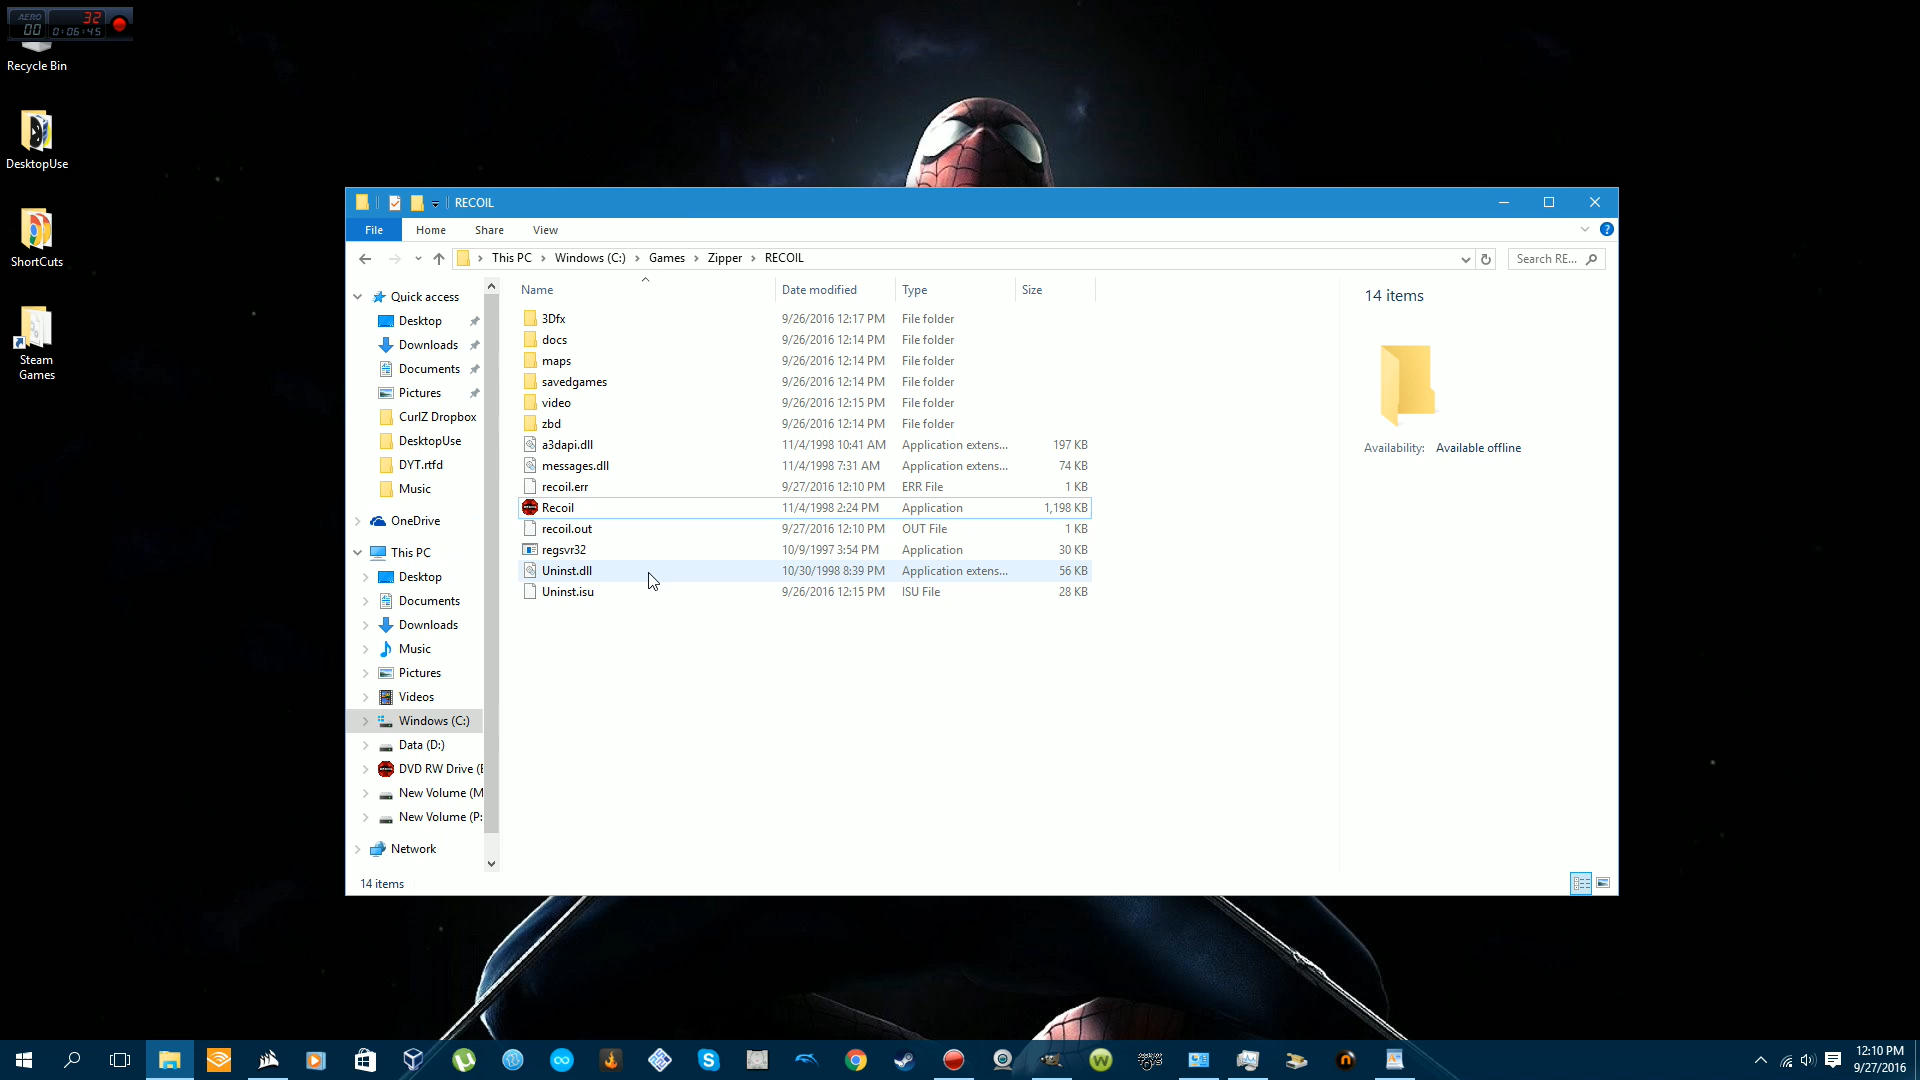 AERO
00
32
0:06:45
Recycle Bin
DesktopUse
ShortCuts
Steam
Games
RECOIL
File Home Share View
This PC Windows (C:) Games Zipper RECOIL
Search RE...
Name Date modified Type Size
Quick access
Desktop
Downloads
Documents
Pictures
CurlZ Dropbox
DesktopUse
DYT.rtfd
Music
OneDrive
This PC
Desktop
Documents
Downloads
Music
Pictures
Videos
Windows (C:)
Data (D:)
DVD RW Drive (E
New Volume (M
New Volume (P:
Network
3Dfx 9/26/2016 12:17 PM File folder
docs 9/26/2016 12:14 PM File folder
maps 9/26/2016 12:14 PM File folder
savedgames 9/26/2016 12:14 PM File folder
video 9/26/2016 12:15 PM File folder
zbd 9/26/2016 12:14 PM File folder
a3dapi.dll 11/4/1998 10:41 AM Application extens... 197 KB
messages.dll 11/4/1998 7:31 AM Application extens... 74 KB
recoil.err 9/27/2016 12:10 PM ERR File 1 KB
Recoil 11/4/1998 2:24 PM Application 1,198 KB
recoil.out 9/27/2016 12:10 PM OUT File 1 KB
regsvr32 10/9/1997 3:54 PM Application 30 KB
Uninst.dll 10/30/1998 8:39 PM Application extens... 56 KB
Uninst.isu 9/26/2016 12:15 PM ISU File 28 KB
14 items
Availability: Available offline
14 items
12:10 PM
9/27/2016